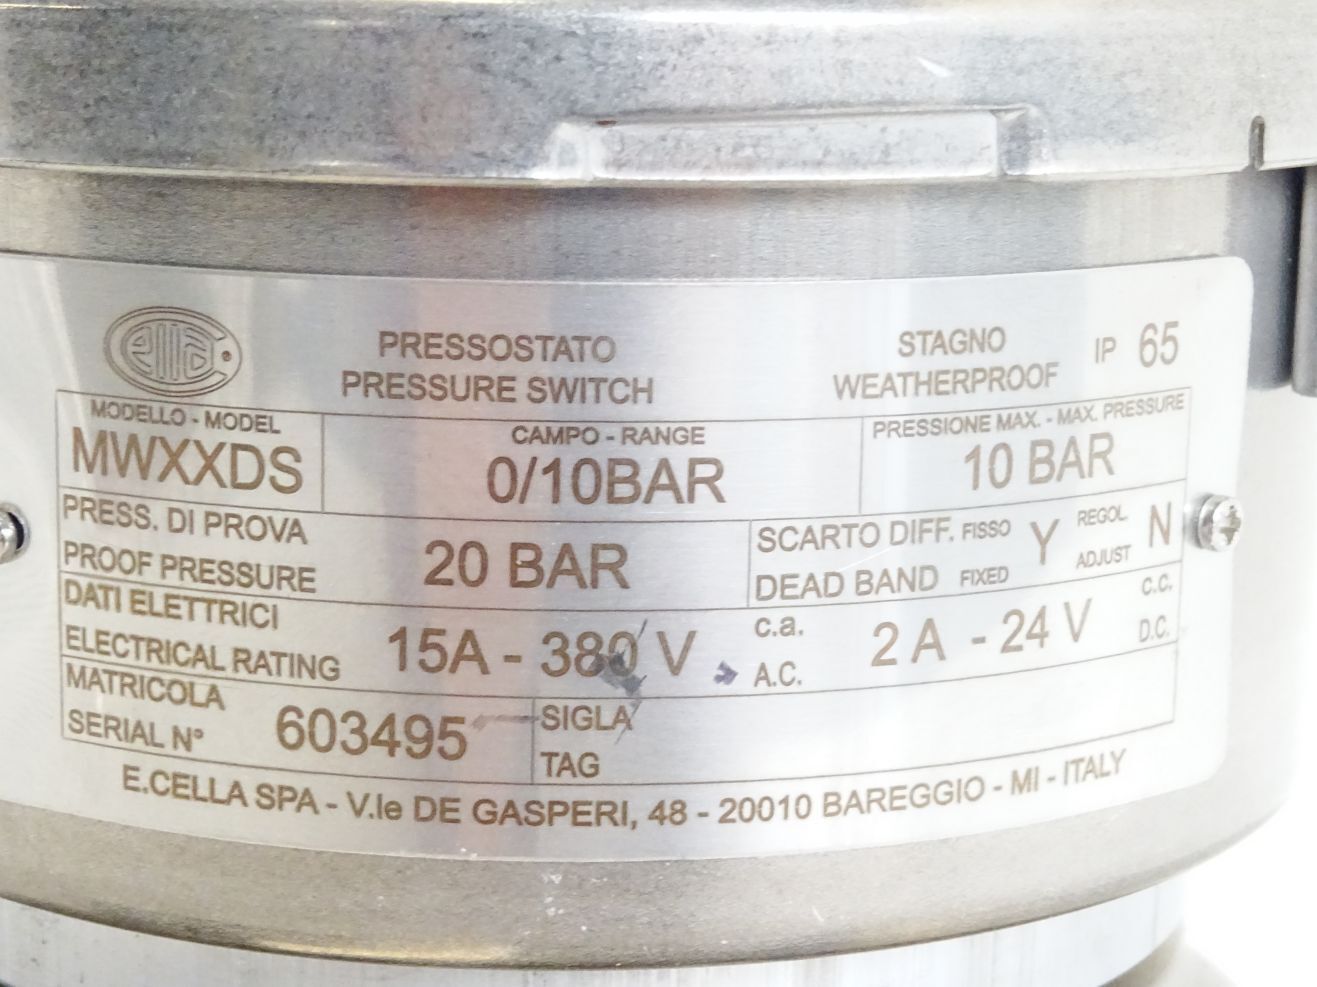 ella
PRESSOSTATO
PRESSURE SWITCH
STAGNO
WEATHERPROOF
IP 65
MODELLO - MODEL
MWXXDS
CAMPO - RANGE
0/10BAR
PRESSIONE MAX. - MAX. PRESSURE
10 BAR
PRESS. DI PROVA
PROOF PRESSURE
20 BAR
SCARTO DIFF. FISSO Y REGOL. N
DEAD BAND FIXED ADJUST
DATI ELETTRICI
ELECTRICAL RATING
15A - 380 V
c.a.
A.C.
2 A - 24 V
c.c.
D.C.
MATRICOLA
SERIAL N°
603495
SIGLA
TAG
E.CELLA SPA - V.le DE GASPERI, 48 - 20010 BAREGGIO - MI - ITALY